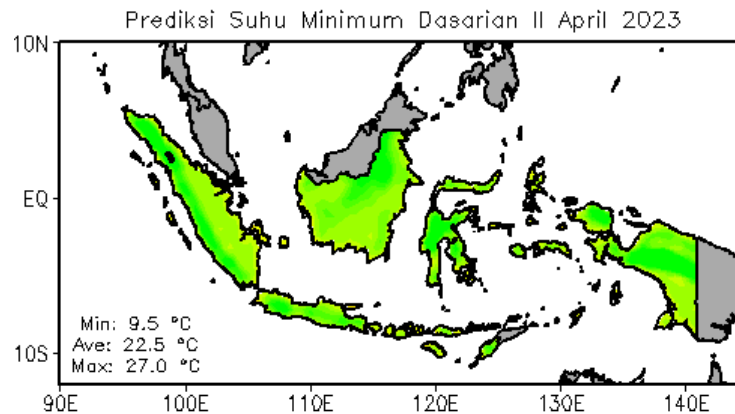 Prediksi Suhu Minimum Dasarian II April 2023
10N
EQ
10S
Min: 9.5 °C
Ave: 22.5 °C
Max: 27.0 °C
90E 100E 110E 120E 130E 140E